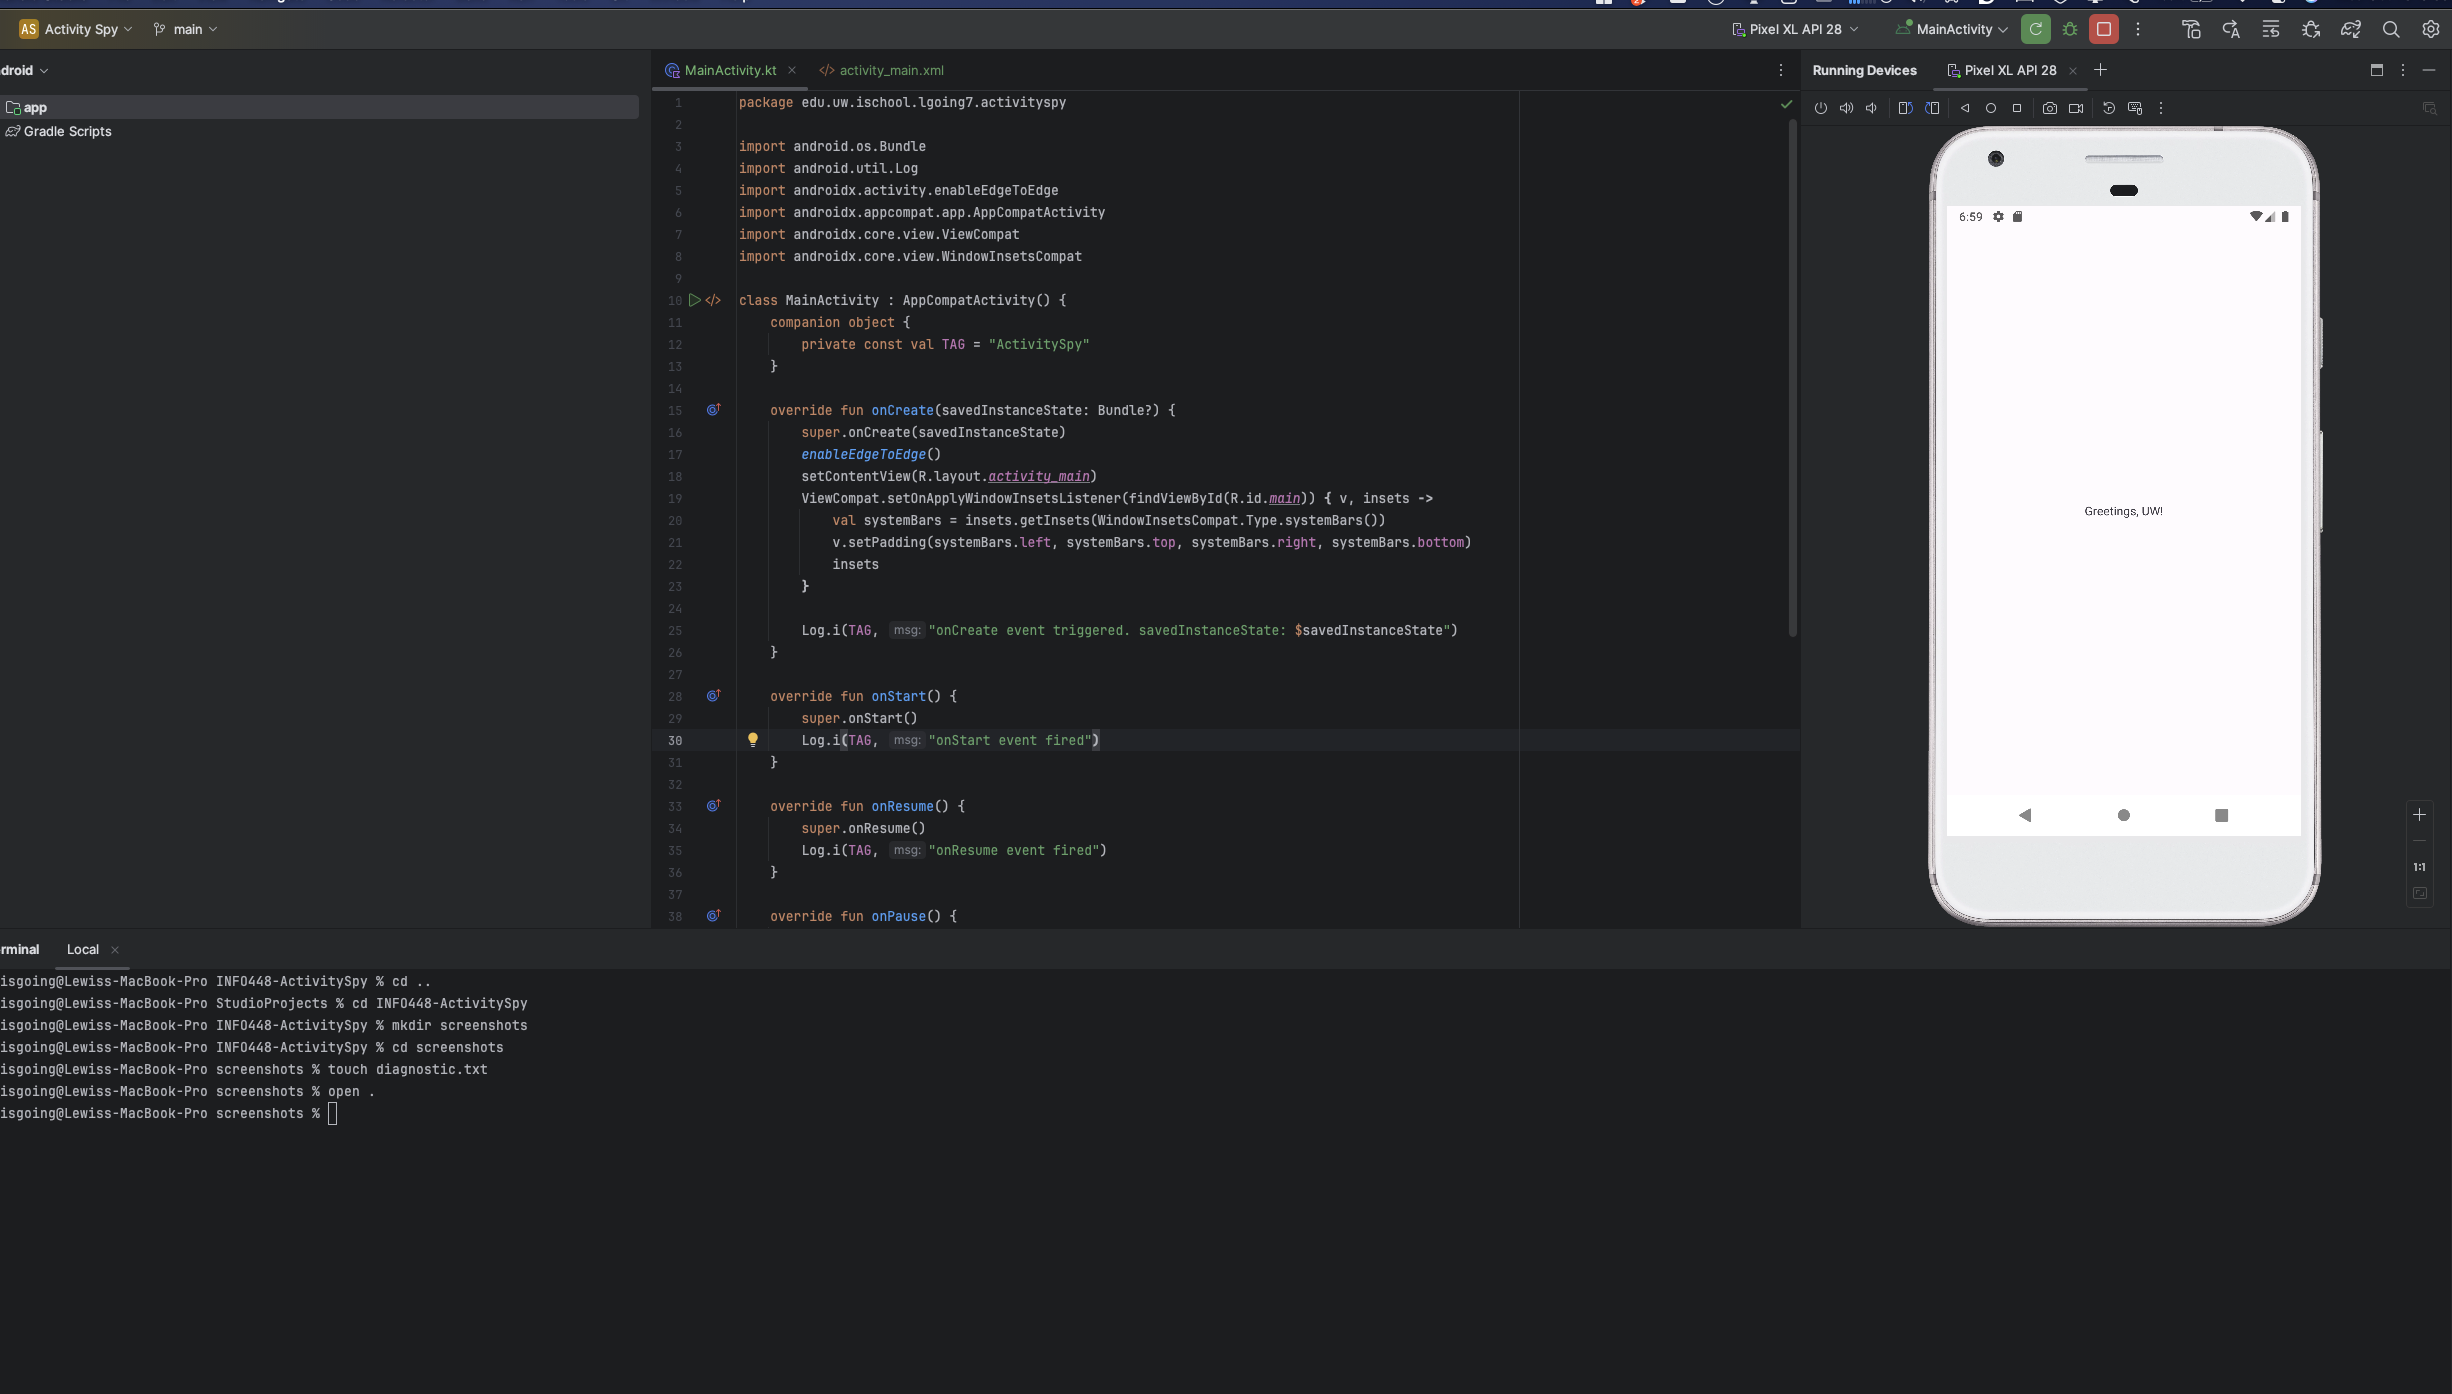 AS Activity Spy main Pixel XL API 28 MainActivity
droid
app
Gradle Scripts
MainActivity.kt activity_main.xml
1 package edu.uw.ischool.lgoing7.activityspy
2
3 import android.os.Bundle
4 import android.util.Log
5 import androidx.activity.enableEdgeToEdge
6 import androidx.appcompat.app.AppCompatActivity
7 import androidx.core.view.ViewCompat
8 import androidx.core.view.WindowInsetsCompat
9
10 class MainActivity : AppCompatActivity() {
11 companion object {
12 private const val TAG = "ActivitySpy"
13 }
14
15 override fun onCreate(savedInstanceState: Bundle?) {
16 super.onCreate(savedInstanceState)
17 enableEdgeToEdge()
18 setContentView(R.layout.activity_main)
19 ViewCompat.setOnApplyWindowInsetsListener(findViewById(R.id.main)) { v, insets ->
20 val systemBars = insets.getInsets(WindowInsetsCompat.Type.systemBars())
21 v.setPadding(systemBars.left, systemBars.top, systemBars.right, systemBars.bottom)
22 insets
23 }
24
25 Log.i(TAG, msg: "onCreate event triggered. savedInstanceState: $savedInstanceState")
26 }
27
28 override fun onStart() {
29 super.onStart()
30 Log.i(TAG, msg: "onStart event fired")
31 }
32
33 override fun onResume() {
34 super.onResume()
35 Log.i(TAG, msg: "onResume event fired")
36 }
37
38 override fun onPause() {
Running Devices Pixel XL API 28
6:59
Greetings, UW!
1:1
rminal Local
isgoing@Lewiss-MacBook-Pro INFO448-ActivitySpy % cd ..
isgoing@Lewiss-MacBook-Pro StudioProjects % cd INFO448-ActivitySpy
isgoing@Lewiss-MacBook-Pro INFO448-ActivitySpy % mkdir screenshots
isgoing@Lewiss-MacBook-Pro INFO448-ActivitySpy % cd screenshots
isgoing@Lewiss-MacBook-Pro screenshots % touch diagnostic.txt
isgoing@Lewiss-MacBook-Pro screenshots % open .
isgoing@Lewiss-MacBook-Pro screenshots %